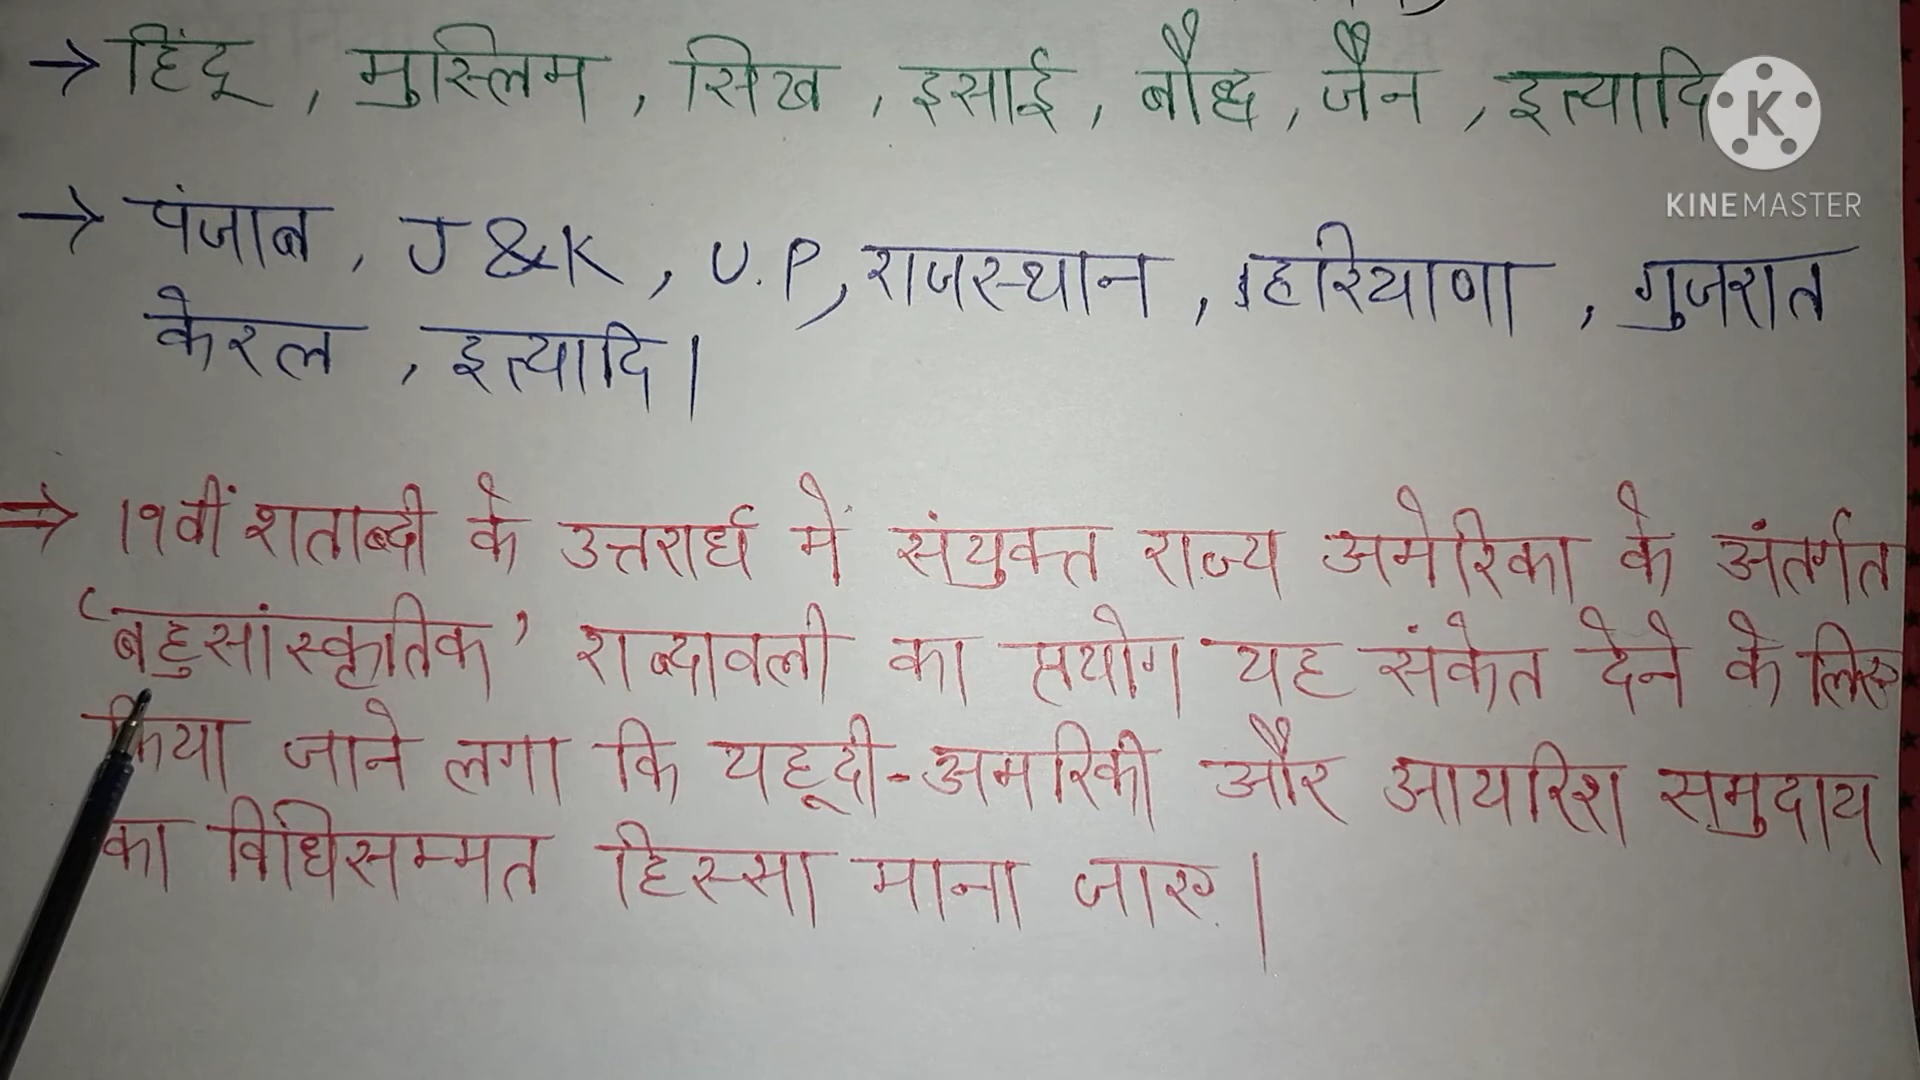 → हिंदू, मुस्लिम, सिख, इसाई, बौद्ध, जैन, इत्यादि
K
KINEMASTER
→ पंजाब, J&K, U.P, राजस्थान, हरियाणा, गुजरात
केरल, इत्यादि।
⇒ 19वीं शताब्दी के उत्तरार्ध में संयुक्त राज्य अमेरिका के अंतर्गत
'बहुसांस्कृतिक' शब्दावली का प्रयोग यह संकेत देने के लिए
किया जाने लगा कि यहूदी-अमरिकी और आयरिश समुदाय
का विधिसम्मत हिस्सा माना जाए।